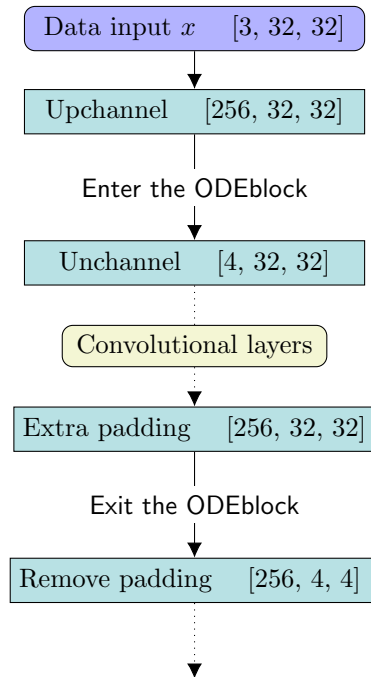 Data input x [3, 32, 32]
Upchannel [256, 32, 32]
Enter the ODEblock
Unchannel [4, 32, 32]
Convolutional layers
Extra padding [256, 32, 32]
Exit the ODEblock
Remove padding [256, 4, 4]